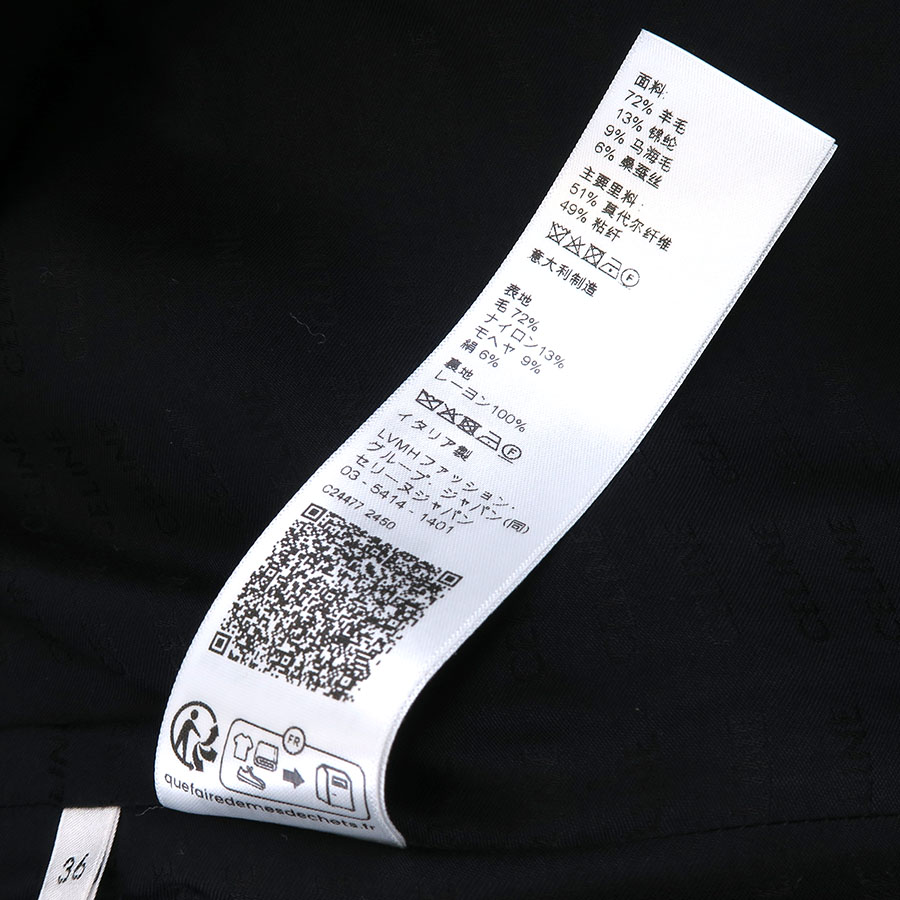 面料:
72% 羊毛
13% 锦纶
9% 马海毛
6% 桑蚕丝
主要里料:
51% 莫代尔纤维
49% 粘纤
F
意大利制造
表地
毛 72%
ナイロン13%
モヘヤ 9%
絹 6%
裏地
レーヨン100%
F
イタリア製
LVMHファッション・
グループ・ジャパン(同)
セリーヌジャパン
03 - 5414 - 1401
C24477 2450
FR
quefairedemesdechets.fr
36